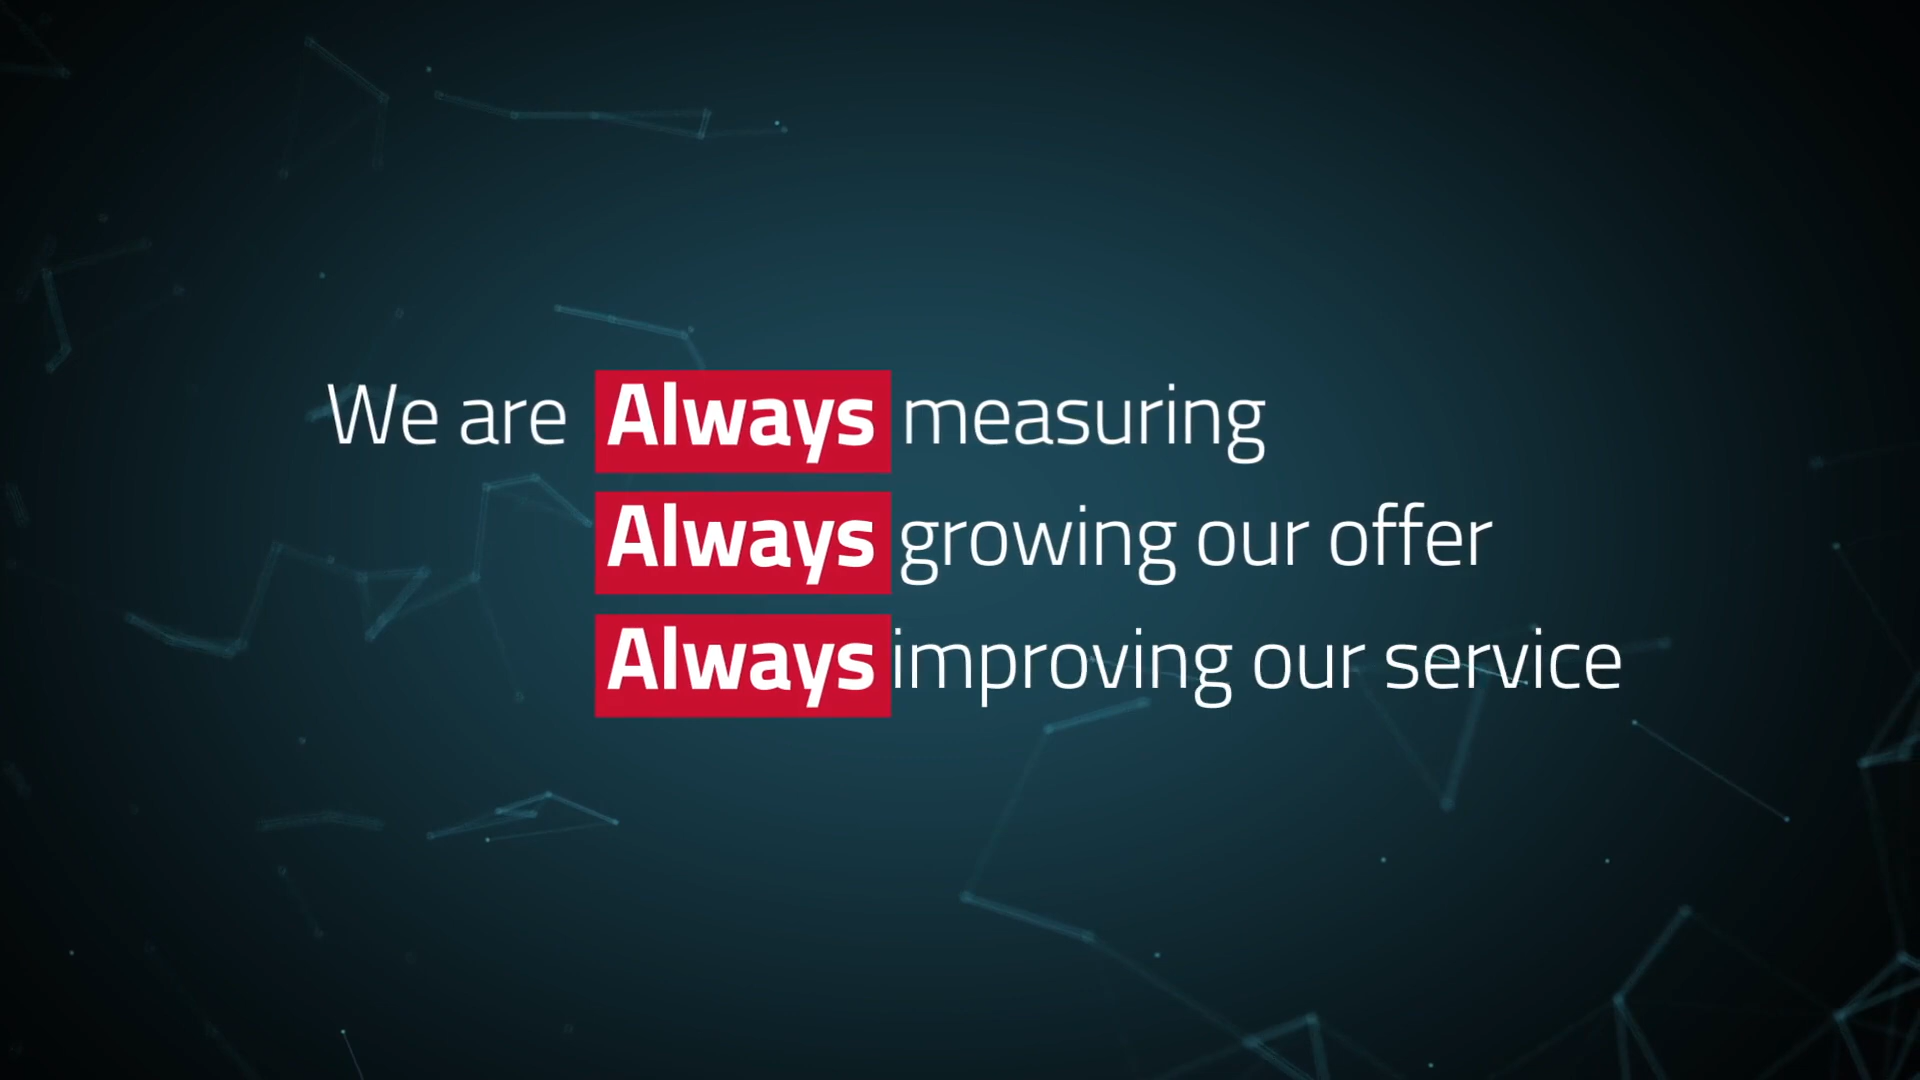 We are Always measuring
Always growing our offer
Always improving our service